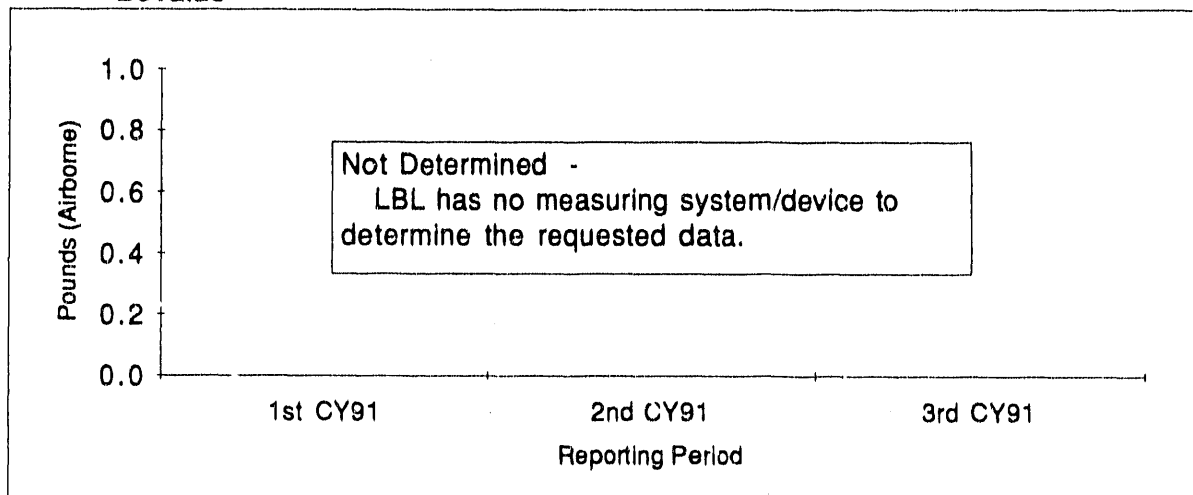 1.0
0.8
0.6
0.4
0.2
0.0
Pounds (Airborne)
Not Determined -
LBL has no measuring system/device to
determine the requested data.
1st CY91
2nd CY91
3rd CY91
Reporting Period